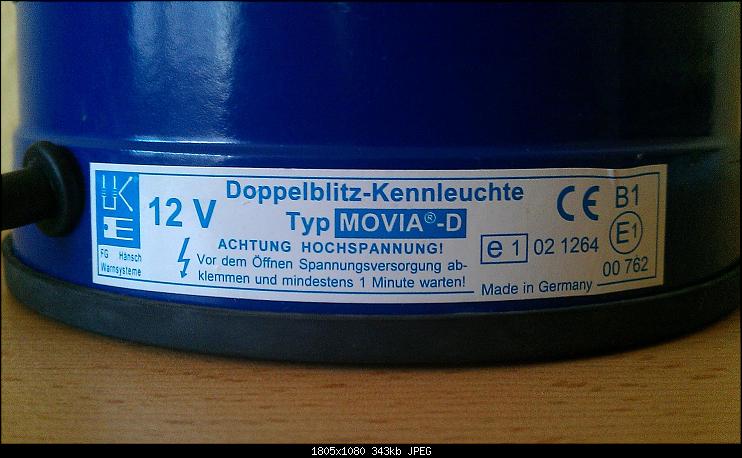 FG Hänsch
Warnsysteme
12 V
Doppelblitz-Kennleuchte
Typ MOVIA®-D
ACHTUNG HOCHSPANNUNG!
Vor dem Öffnen Spannungsversorgung ab-
klemmen und mindestens 1 Minute warten!
CE B1
e 1 02 1264
E1
00 762
Made in Germany
1805x1080 343kb JPEG